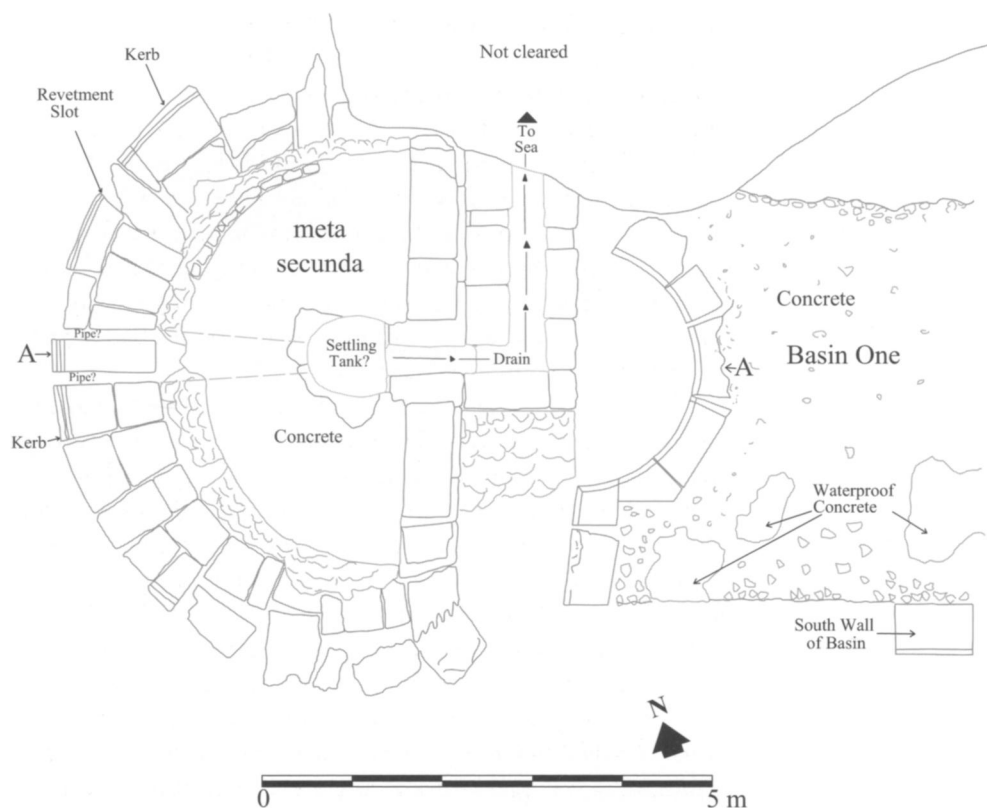 Not cleared
Kerb
Revetment
Slot
To
Sea
meta
secunda
Concrete
Basin One
Pipe?
A
Settling
Tank?
Drain
A
Pipe?
Kerb
Concrete
Waterproof
Concrete
South Wall
of Basin
N
0
5 m